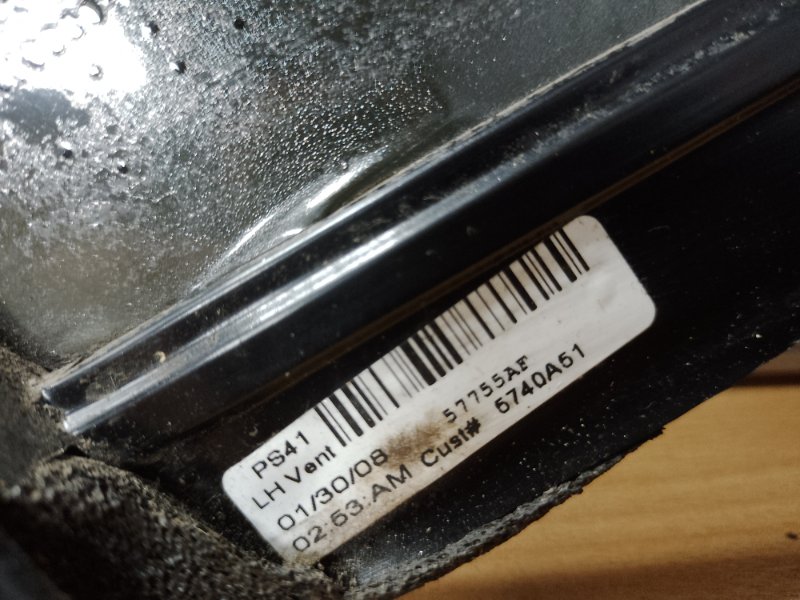 PS41
LH Vent
57755AF
01/30/08 Cust# 5740A51
02:53:AM